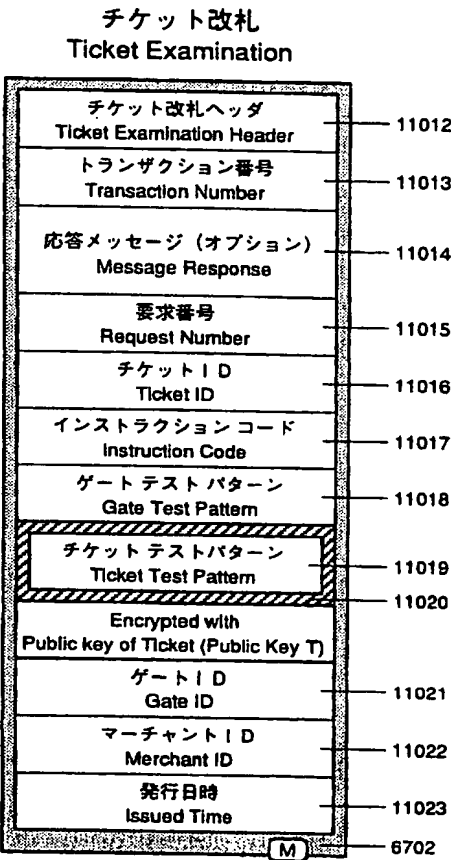 チケット改札
Ticket Examination
チケット改札ヘッダ
Ticket Examination Header
11012
トランザクション番号
Transaction Number
11013
応答メッセージ（オプション）
Message Response
11014
要求番号
Request Number
11015
チケットＩＤ
Ticket ID
11016
インストラクション コード
Instruction Code
11017
ゲート テスト パターン
Gate Test Pattern
11018
チケット テストパターン
Ticket Test Pattern
11019
11020
Encrypted with
Public key of Ticket (Public Key T)
ゲートＩＤ
Gate ID
11021
マーチャントＩＤ
Merchant ID
11022
発行日時
Issued Time
11023
M
6702